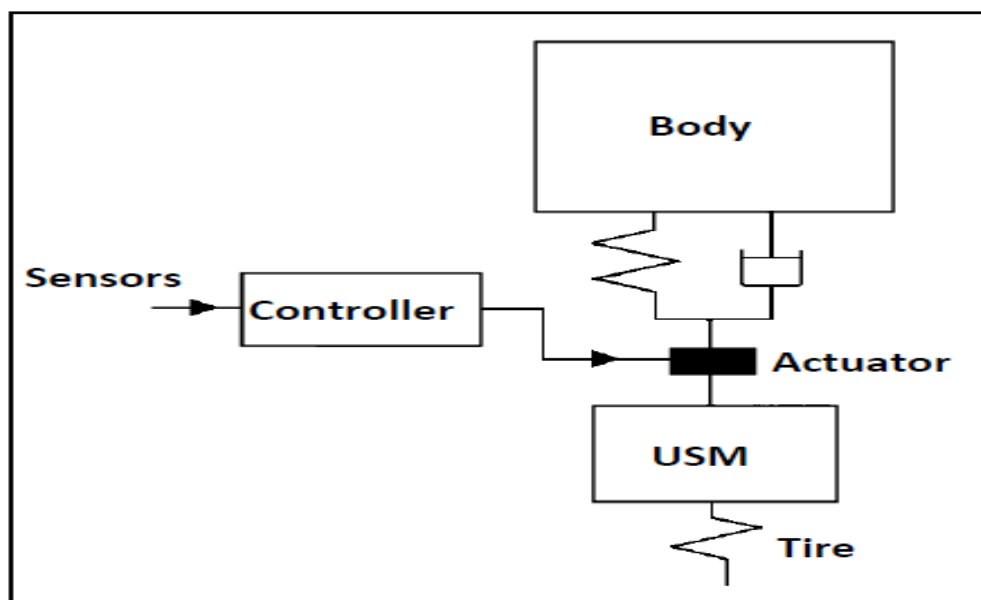 Body
Sensors
Controller
Actuator
USM
Tire